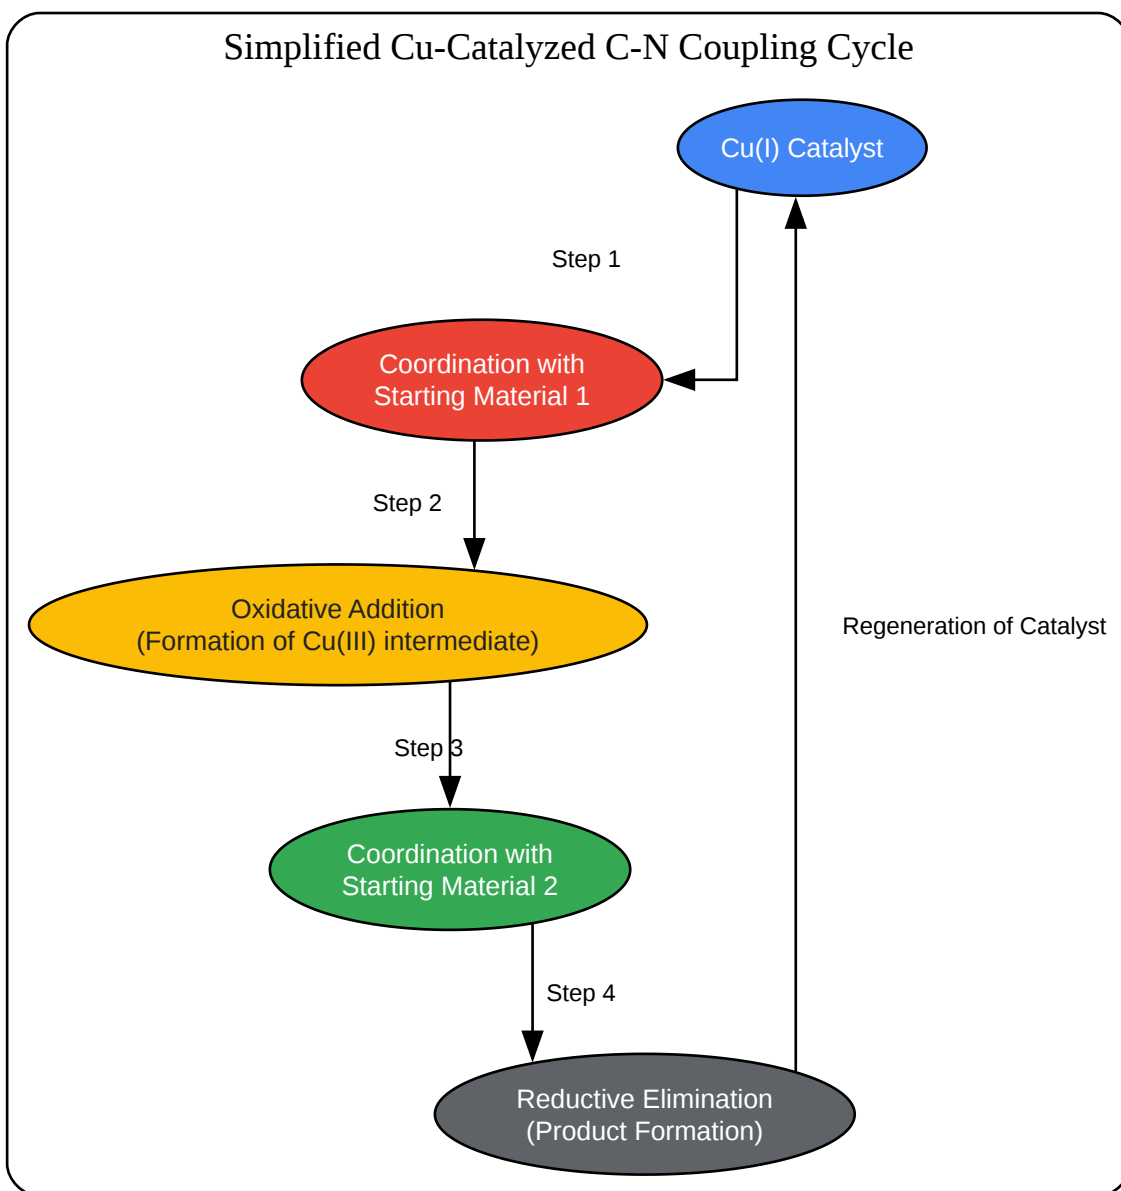 Simplified Cu-Catalyzed C-N Coupling Cycle
Cu(I) Catalyst
Step 1
Coordination with
Starting Material 1
Step 2
Oxidative Addition
(Formation of Cu(III) intermediate)
Regeneration of Catalyst
Step 3
Coordination with
Starting Material 2
Step 4
Reductive Elimination
(Product Formation)